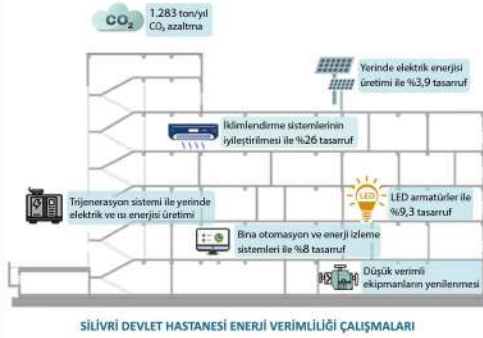 CO₂
1.283 ton/yıl
CO₂ azaltma
Yerinde elektrik enerjisi
üretimi ile %3,9 tasarruf
İklimlendirme sistemlerinin
iyileştirilmesi ile %26 tasarruf
Trijenerasyon sistemi ile yerinde
elektrik ve ısı enerjisi üretimi
LED
LED armatürler ile
%9,3 tasarruf
Bina otomasyon ve enerji izleme
sistemleri ile %8 tasarruf
Düşük verimli
ekipmanların yenilenmesi
SİLİVRİ DEVLET HASTANESİ ENERJİ VERİMLİLİĞİ ÇALIŞMALARI